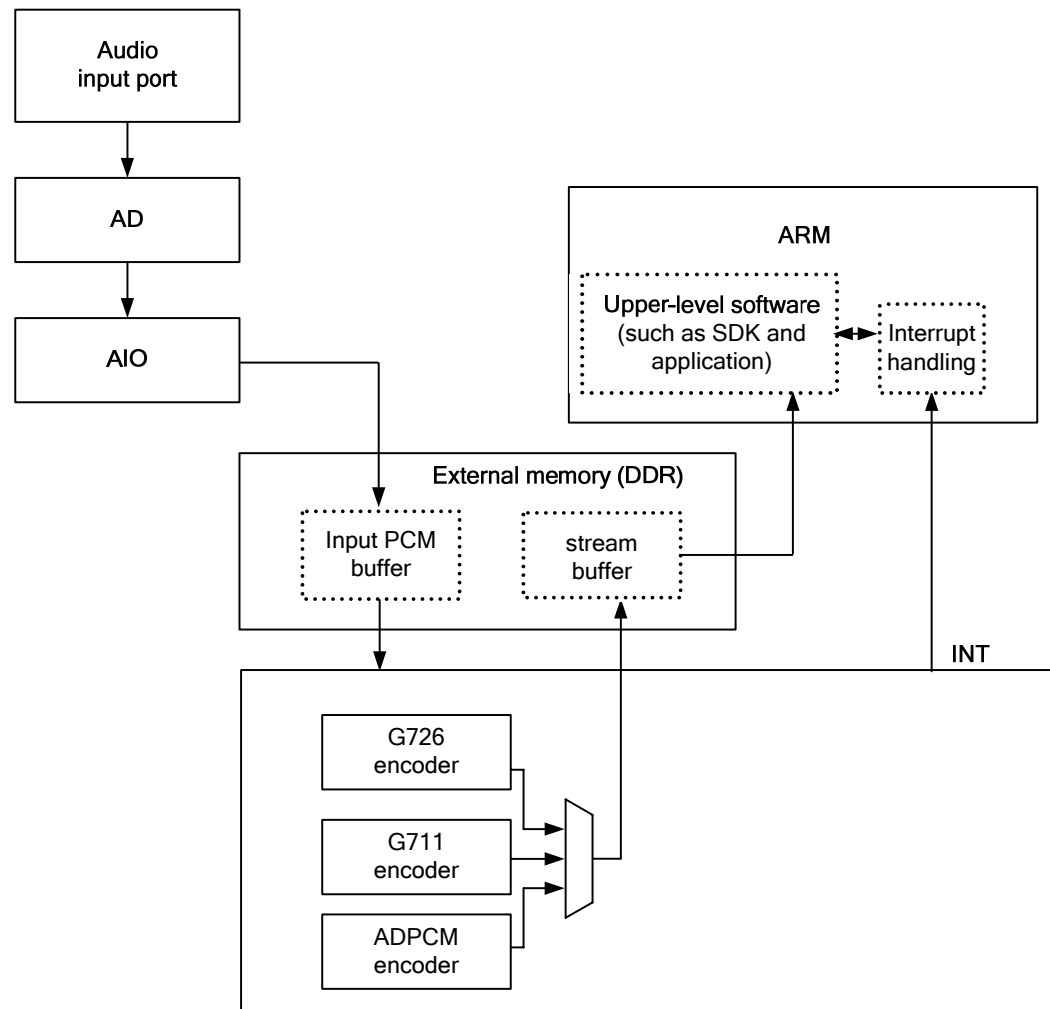 Audio
input port
AD
AIO
ARM
Upper-level software
(such as SDK and
application)
Interrupt
handling
External memory (DDR)
Input PCM
buffer
stream
buffer
INT
G726
encoder
G711
encoder
ADPCM
encoder